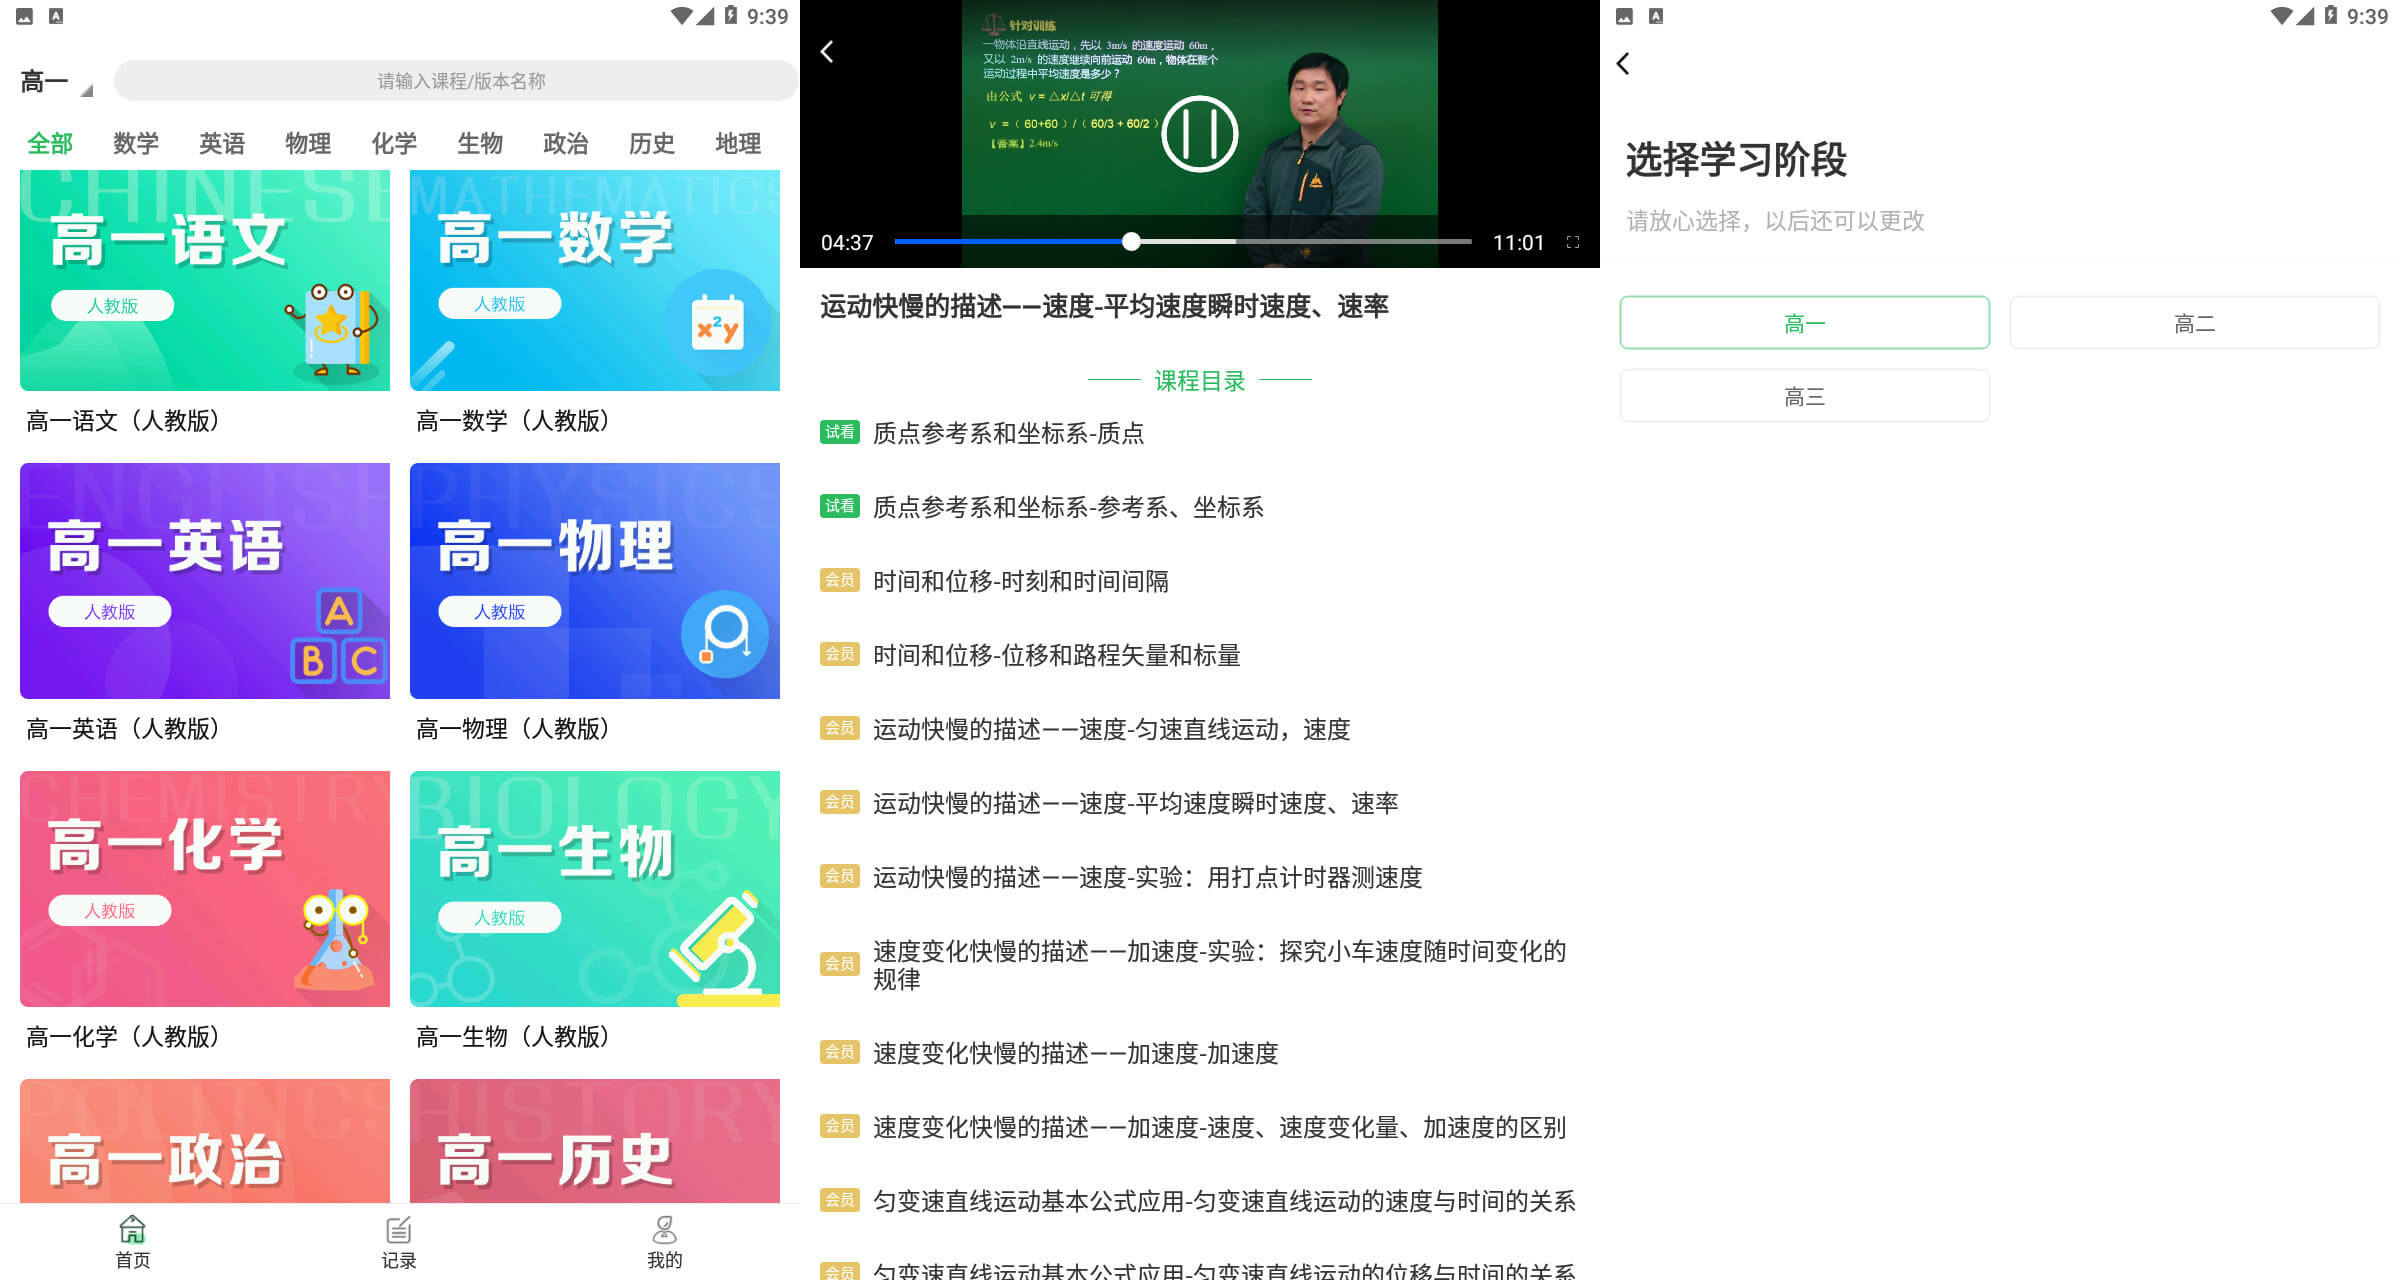 9:39
高一
请输入课程/版本名称
全部 数学 英语 物理 化学 生物 政治 历史 地理
CHINESE
高一语文
人教版
MATHEMATICS
高一数学
人教版
x²y
高一语文（人教版）
高一数学（人教版）
ENGLISH
高一英语
人教版
A
B C
PHYSICS
高一物理
人教版
高一英语（人教版）
高一物理（人教版）
CHEMISTRY
高一化学
人教版
BIOLOGY
高一生物
人教版
高一化学（人教版）
高一生物（人教版）
POLITICS
高一政治
HISTORY
高一历史
首页 记录 我的
针对训练
一物体沿直线运动，先以 3m/s 的速度运动 60m，
又以 2m/s 的速度继续向前运动 60m，物体在整个
运动过程中平均速度是多少？
由公式 v = △x/△t 可得
v =（ 60+60 ）/（ 60/3 + 60/2 ）
【答案】2.4m/s
04:37
11:01
运动快慢的描述——速度-平均速度瞬时速度、速率
课程目录
试看 质点参考系和坐标系-质点
试看 质点参考系和坐标系-参考系、坐标系
会员 时间和位移-时刻和时间间隔
会员 时间和位移-位移和路程矢量和标量
会员 运动快慢的描述——速度-匀速直线运动，速度
会员 运动快慢的描述——速度-平均速度瞬时速度、速率
会员 运动快慢的描述——速度-实验：用打点计时器测速度
会员 速度变化快慢的描述——加速度-实验：探究小车速度随时间变化的
规律
会员 速度变化快慢的描述——加速度-加速度
会员 速度变化快慢的描述——加速度-速度、速度变化量、加速度的区别
会员 匀变速直线运动基本公式应用-匀变速直线运动的速度与时间的关系
会员 匀变速直线运动基本公式应用-匀变速直线运动的位移与时间的关系
9:39
选择学习阶段
请放心选择，以后还可以更改
高一
高二
高三